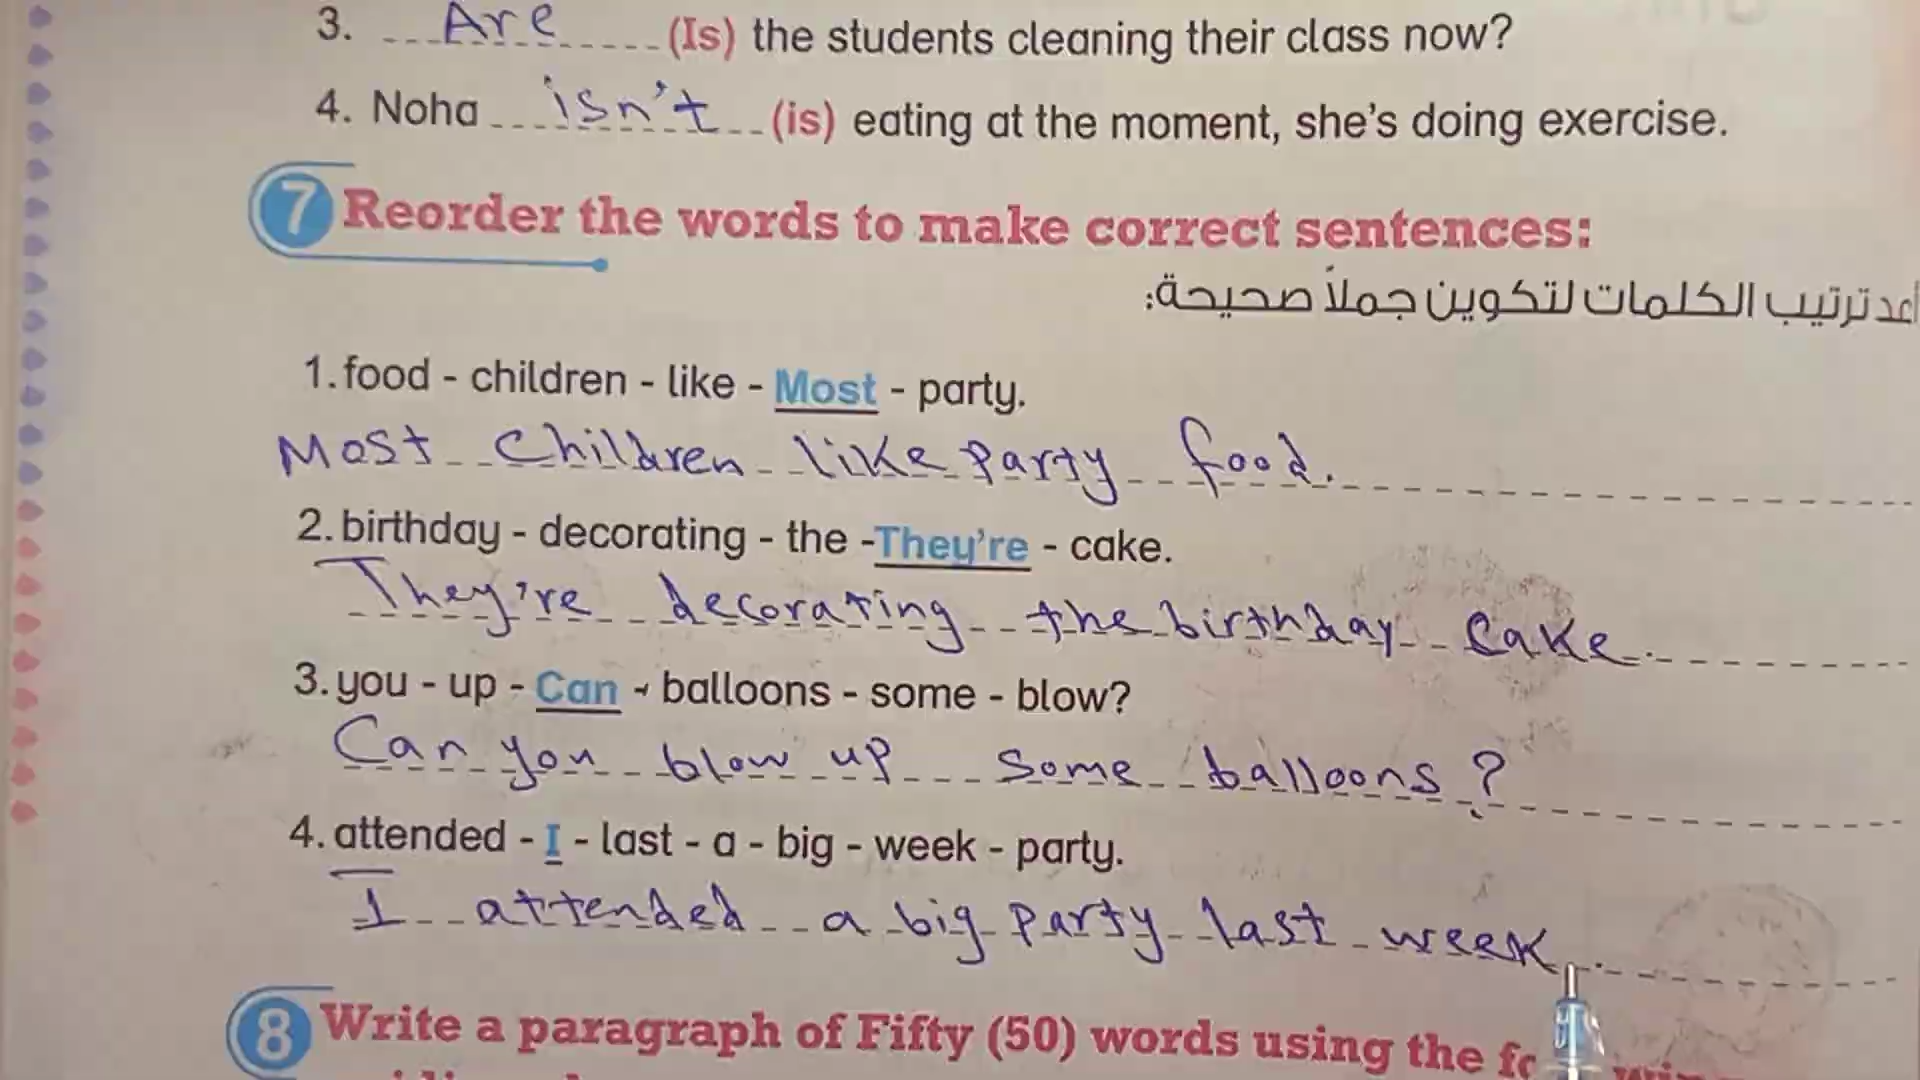 3. Are (Is) the students cleaning their class now?
4. Noha isn't (is) eating at the moment, she's doing exercise.
7 Reorder the words to make correct sentences:
أعد ترتيب الكلمات لتكوين جملاً صحيحة:
1. food - children - like - Most - party.
Most children like party food.
2. birthday - decorating - the - They're - cake.
They're decorating the birthday cake.
3. you - up - Can - balloons - some - blow?
Can you blow up some balloons?
4. attended - I - last - a - big - week - party.
I attended a big party last week.
8 Write a paragraph of Fifty (50) words using the